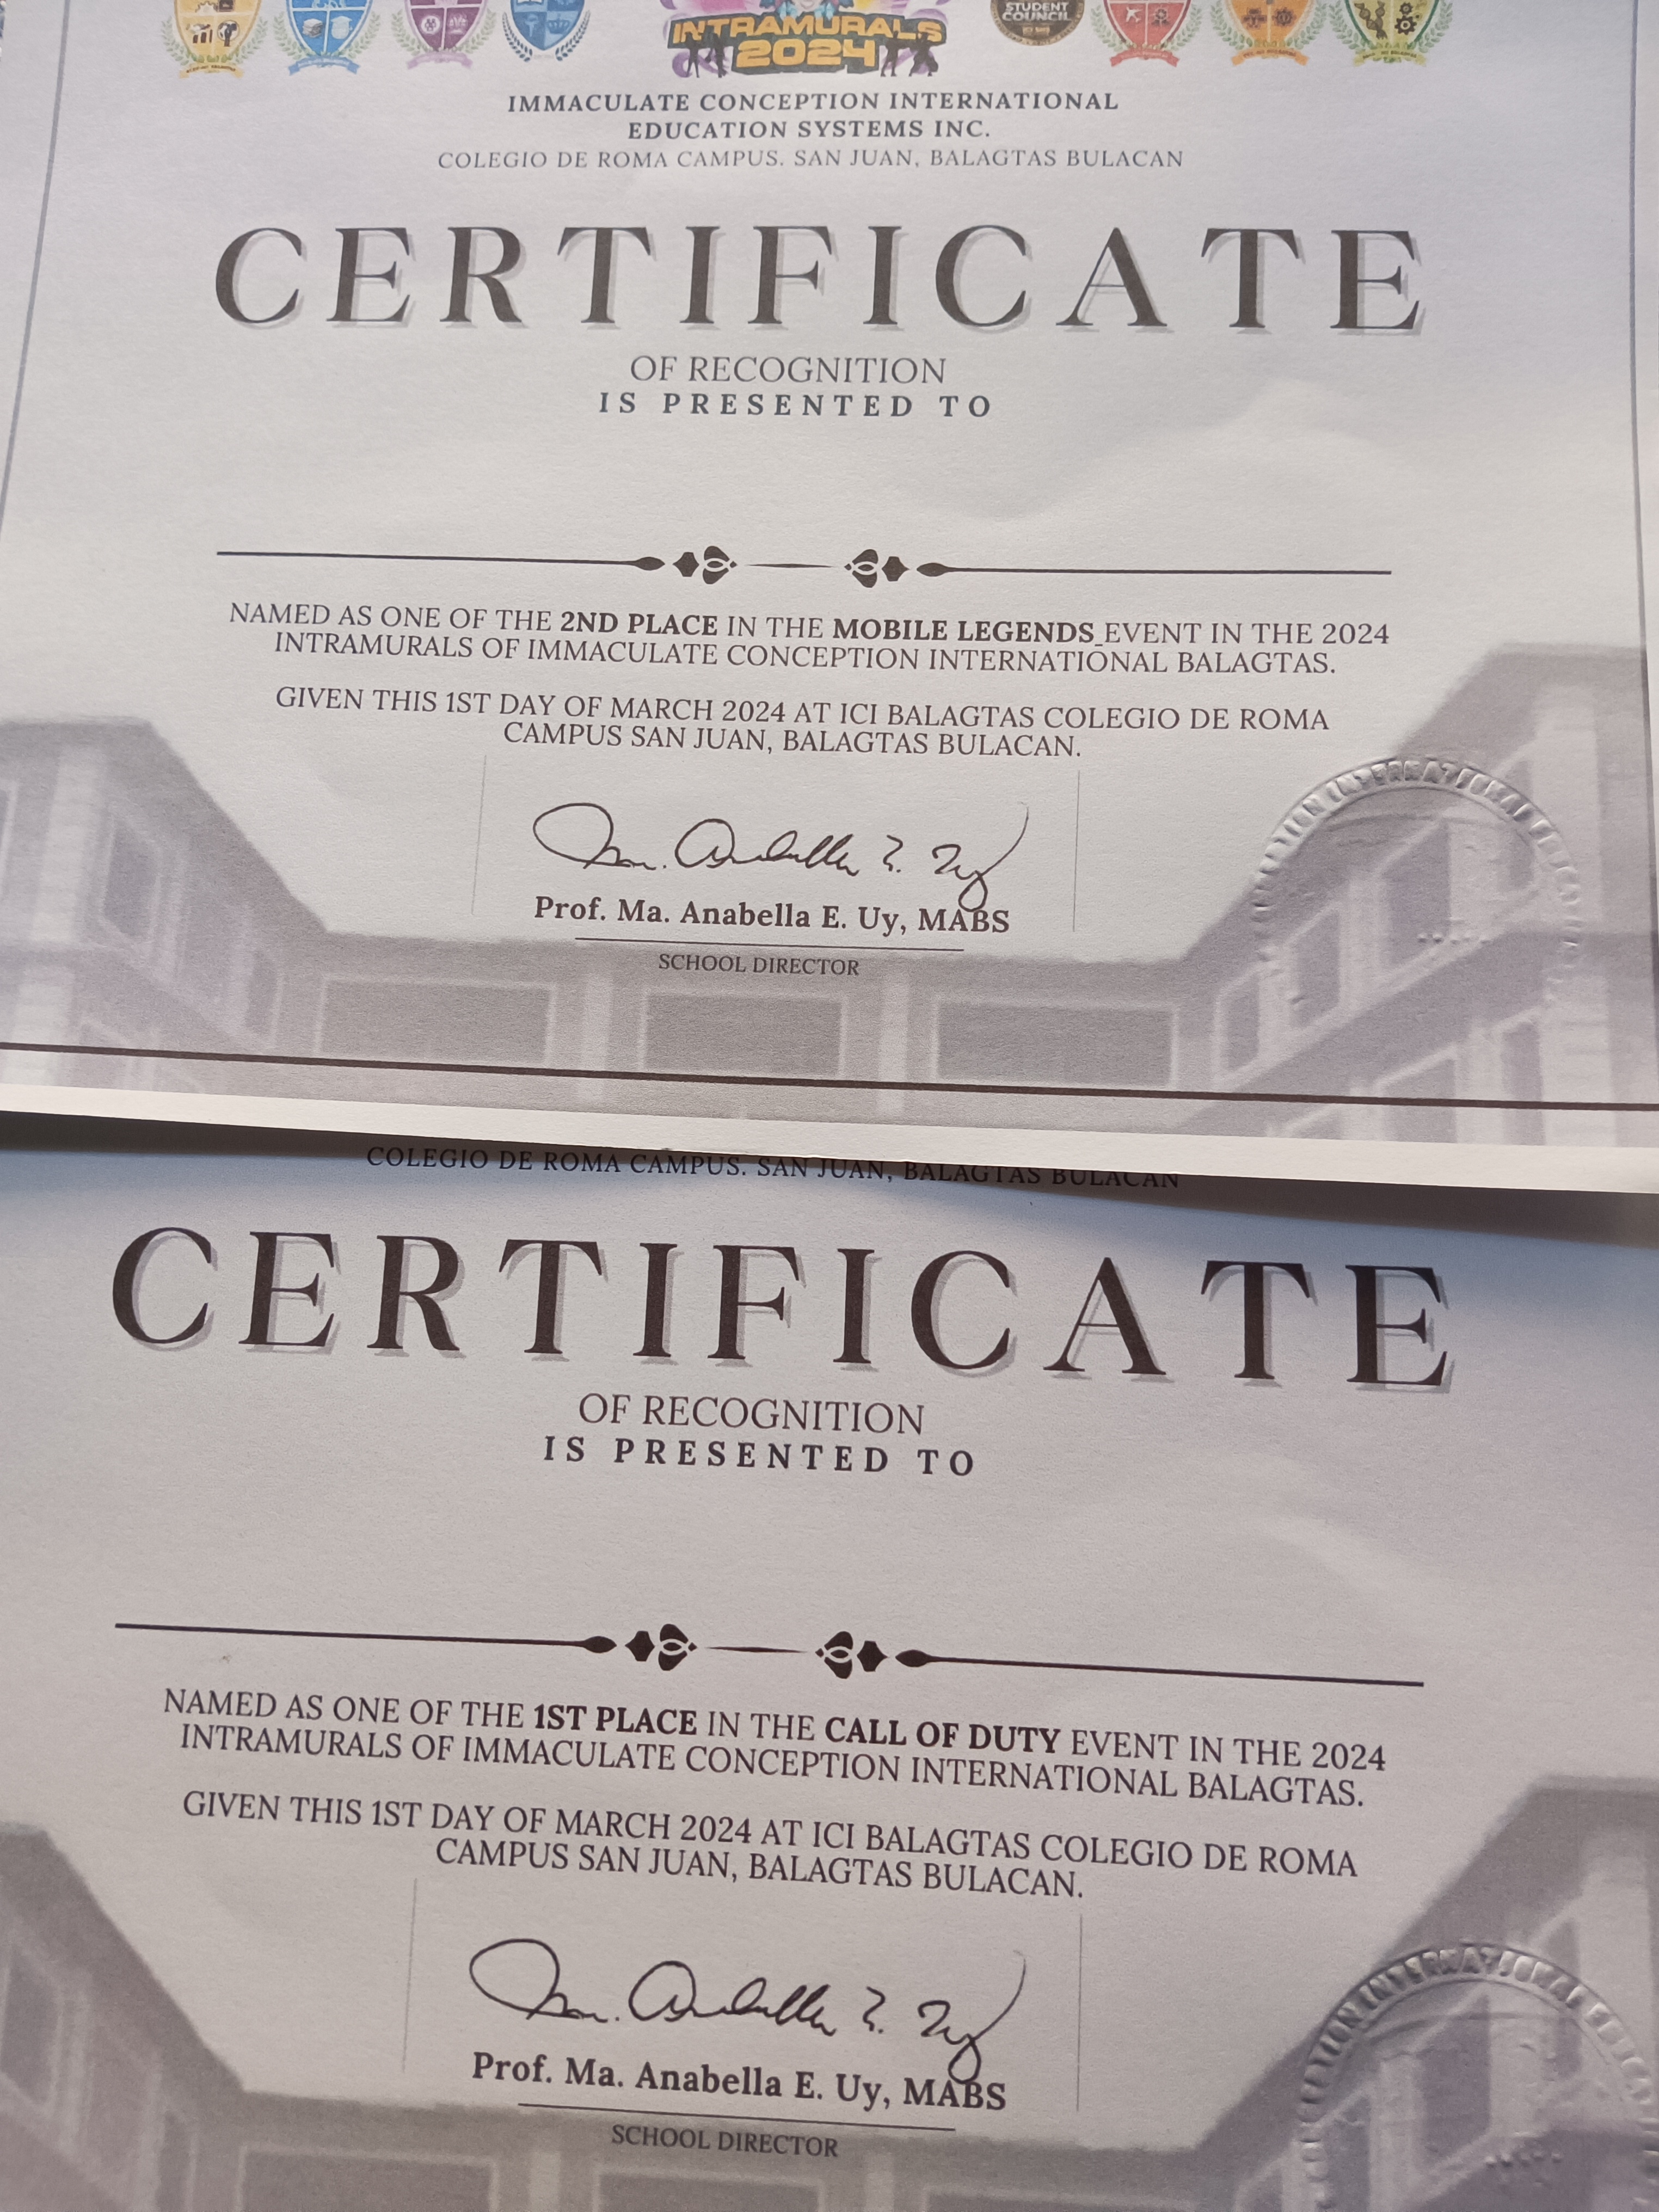 INTRAMURALS
2024
STUDENT
COUNCIL
IMMACULATE CONCEPTION INTERNATIONAL
EDUCATION SYSTEMS INC.
COLEGIO DE ROMA CAMPUS. SAN JUAN, BALAGTAS BULACAN
CERTIFICATE
OF RECOGNITION
IS PRESENTED TO
NAMED AS ONE OF THE 2ND PLACE IN THE MOBILE LEGENDS EVENT IN THE 2024
INTRAMURALS OF IMMACULATE CONCEPTION INTERNATIONAL BALAGTAS.
GIVEN THIS 1ST DAY OF MARCH 2024 AT ICI BALAGTAS COLEGIO DE ROMA
CAMPUS SAN JUAN, BALAGTAS BULACAN.
Ma. Anabella E. Uy
Prof. Ma. Anabella E. Uy, MABS
SCHOOL DIRECTOR
INTERNATIONAL
COLEGIO DE ROMA CAMPUS. SAN JUAN, BALAGTAS BULACAN
CERTIFICATE
OF RECOGNITION
IS PRESENTED TO
NAMED AS ONE OF THE 1ST PLACE IN THE CALL OF DUTY EVENT IN THE 2024
INTRAMURALS OF IMMACULATE CONCEPTION INTERNATIONAL BALAGTAS.
GIVEN THIS 1ST DAY OF MARCH 2024 AT ICI BALAGTAS COLEGIO DE ROMA
CAMPUS SAN JUAN, BALAGTAS BULACAN.
Ma. Anabella E. Uy
Prof. Ma. Anabella E. Uy, MABS
SCHOOL DIRECTOR
INTERNATIONAL